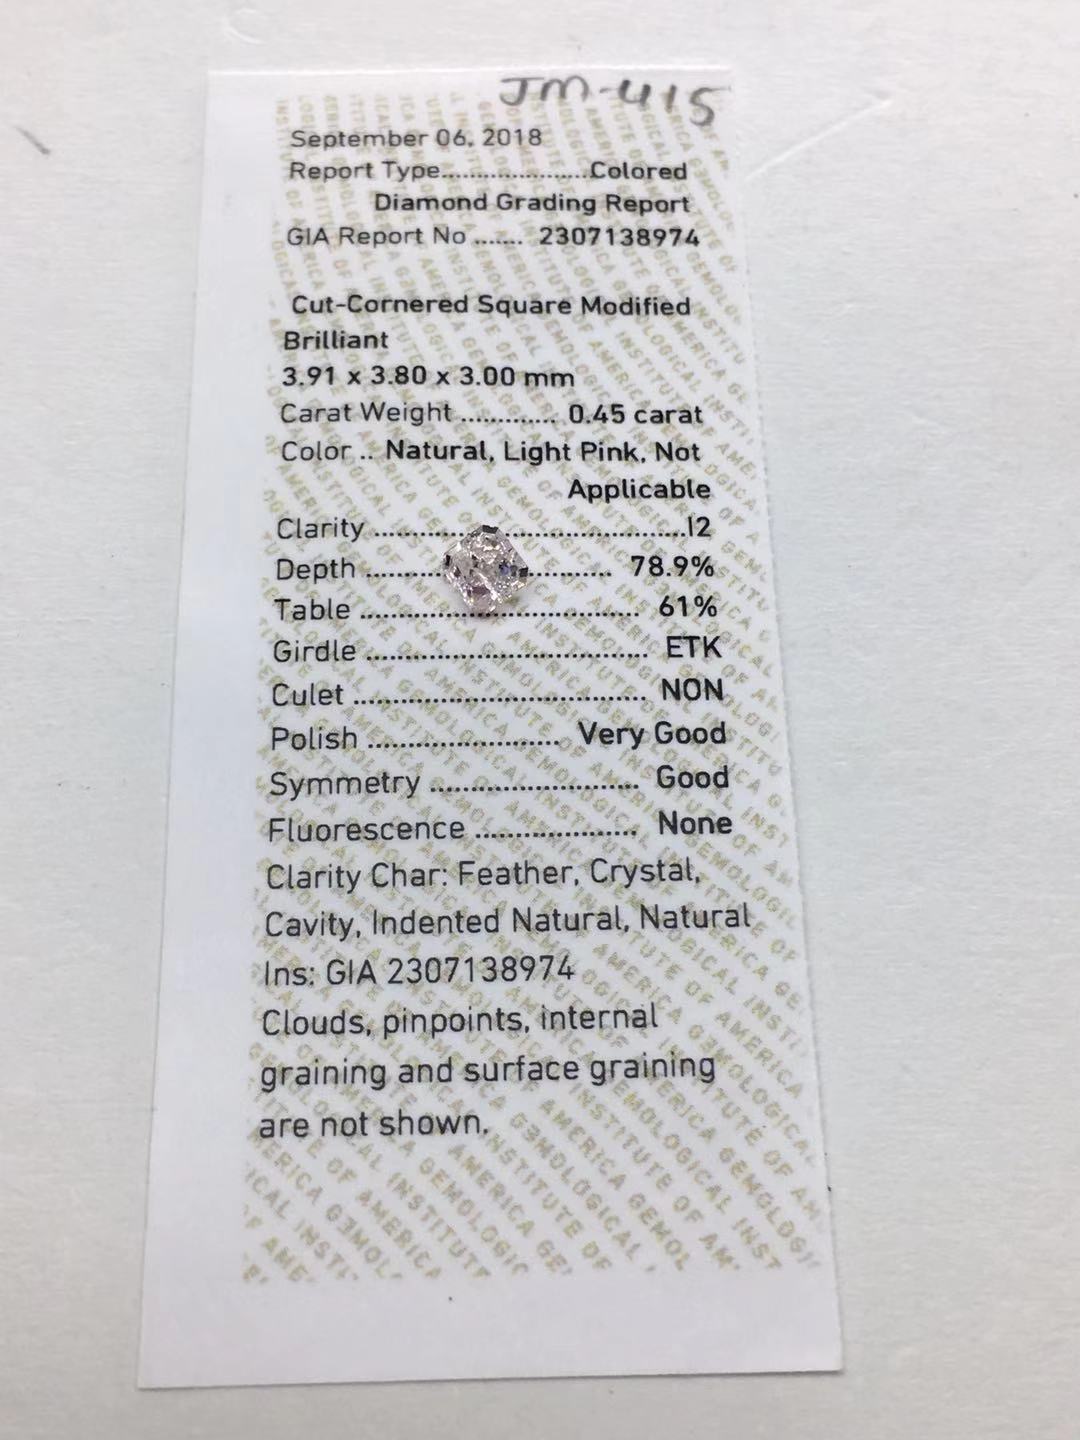 JM-415
September 06, 2018
Report Type.....................Colored
Diamond Grading Report
GIA Report No ....... 2307138974
Cut-Cornered Square Modified
Brilliant
3.91 x 3.80 x 3.00 mm
Carat Weight ............. 0.45 carat
Color .. Natural, Light Pink, Not
Applicable
Clarity ..........................................I2
Depth ................................ 78.9%
Table .................................... 61%
Girdle .................................... ETK
Culet ..................................... NON
Polish ........................ Very Good
Symmetry .......................... Good
Fluorescence .................... None
Clarity Char: Feather, Crystal,
Cavity, Indented Natural, Natural
Ins: GIA 2307138974
Clouds, pinpoints, internal
graining and surface graining
are not shown.